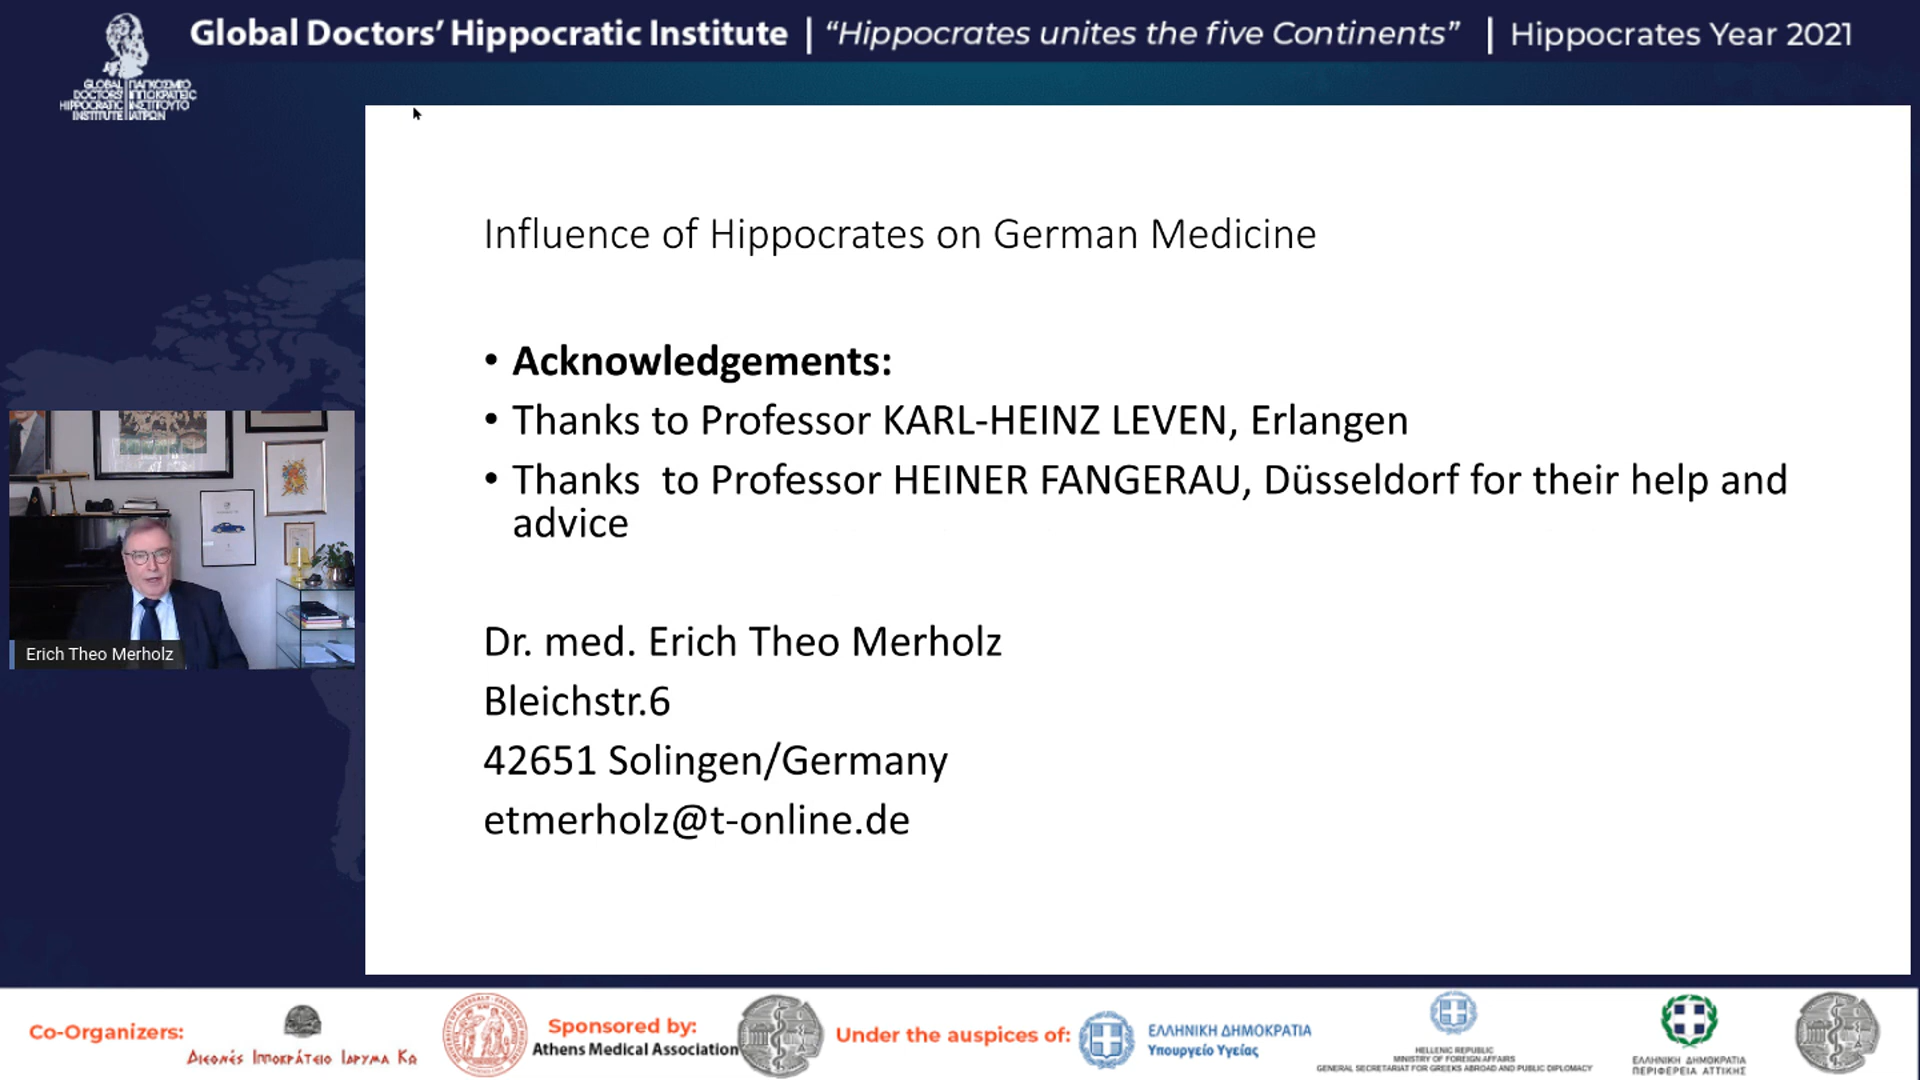 Global Doctors’ Hippocratic Institute | “Hippocrates unites the five Continents” | Hippocrates Year 2021
GLOBAL
DOCTORS’
HIPPOCRATIC
INSTITUTE
ΠΑΓΚΟΣΜΙΟ
ΙΠΠΟΚΡΑΤΕΙΟ
ΙΝΣΤΙΤΟΥΤΟ
ΙΑΤΡΩΝ
Influence of Hippocrates on German Medicine
• Acknowledgements:
• Thanks to Professor KARL-HEINZ LEVEN, Erlangen
• Thanks  to Professor HEINER FANGERAU, Düsseldorf for their help and
advice
Dr. med. Erich Theo Merholz
Bleichstr.6
42651 Solingen/Germany
etmerholz@t-online.de
Erich Theo Merholz
Co-Organizers:
Διεθνές Ιπποκράτειο Ίδρυμα Κω
Sponsored by:
Athens Medical Association
Under the auspices of:
ΕΛΛΗΝΙΚΗ ΔΗΜΟΚΡΑΤΙΑ
Υπουργείο Υγείας
HELLENIC REPUBLIC
MINISTRY OF FOREIGN AFFAIRS
GENERAL SECRETARIAT FOR GREEKS ABROAD AND PUBLIC DIPLOMACY
ΕΛΛΗΝΙΚΗ ΔΗΜΟΚΡΑΤΙΑ
ΠΕΡΙΦΕΡΕΙΑ ΑΤΤΙΚΗΣ